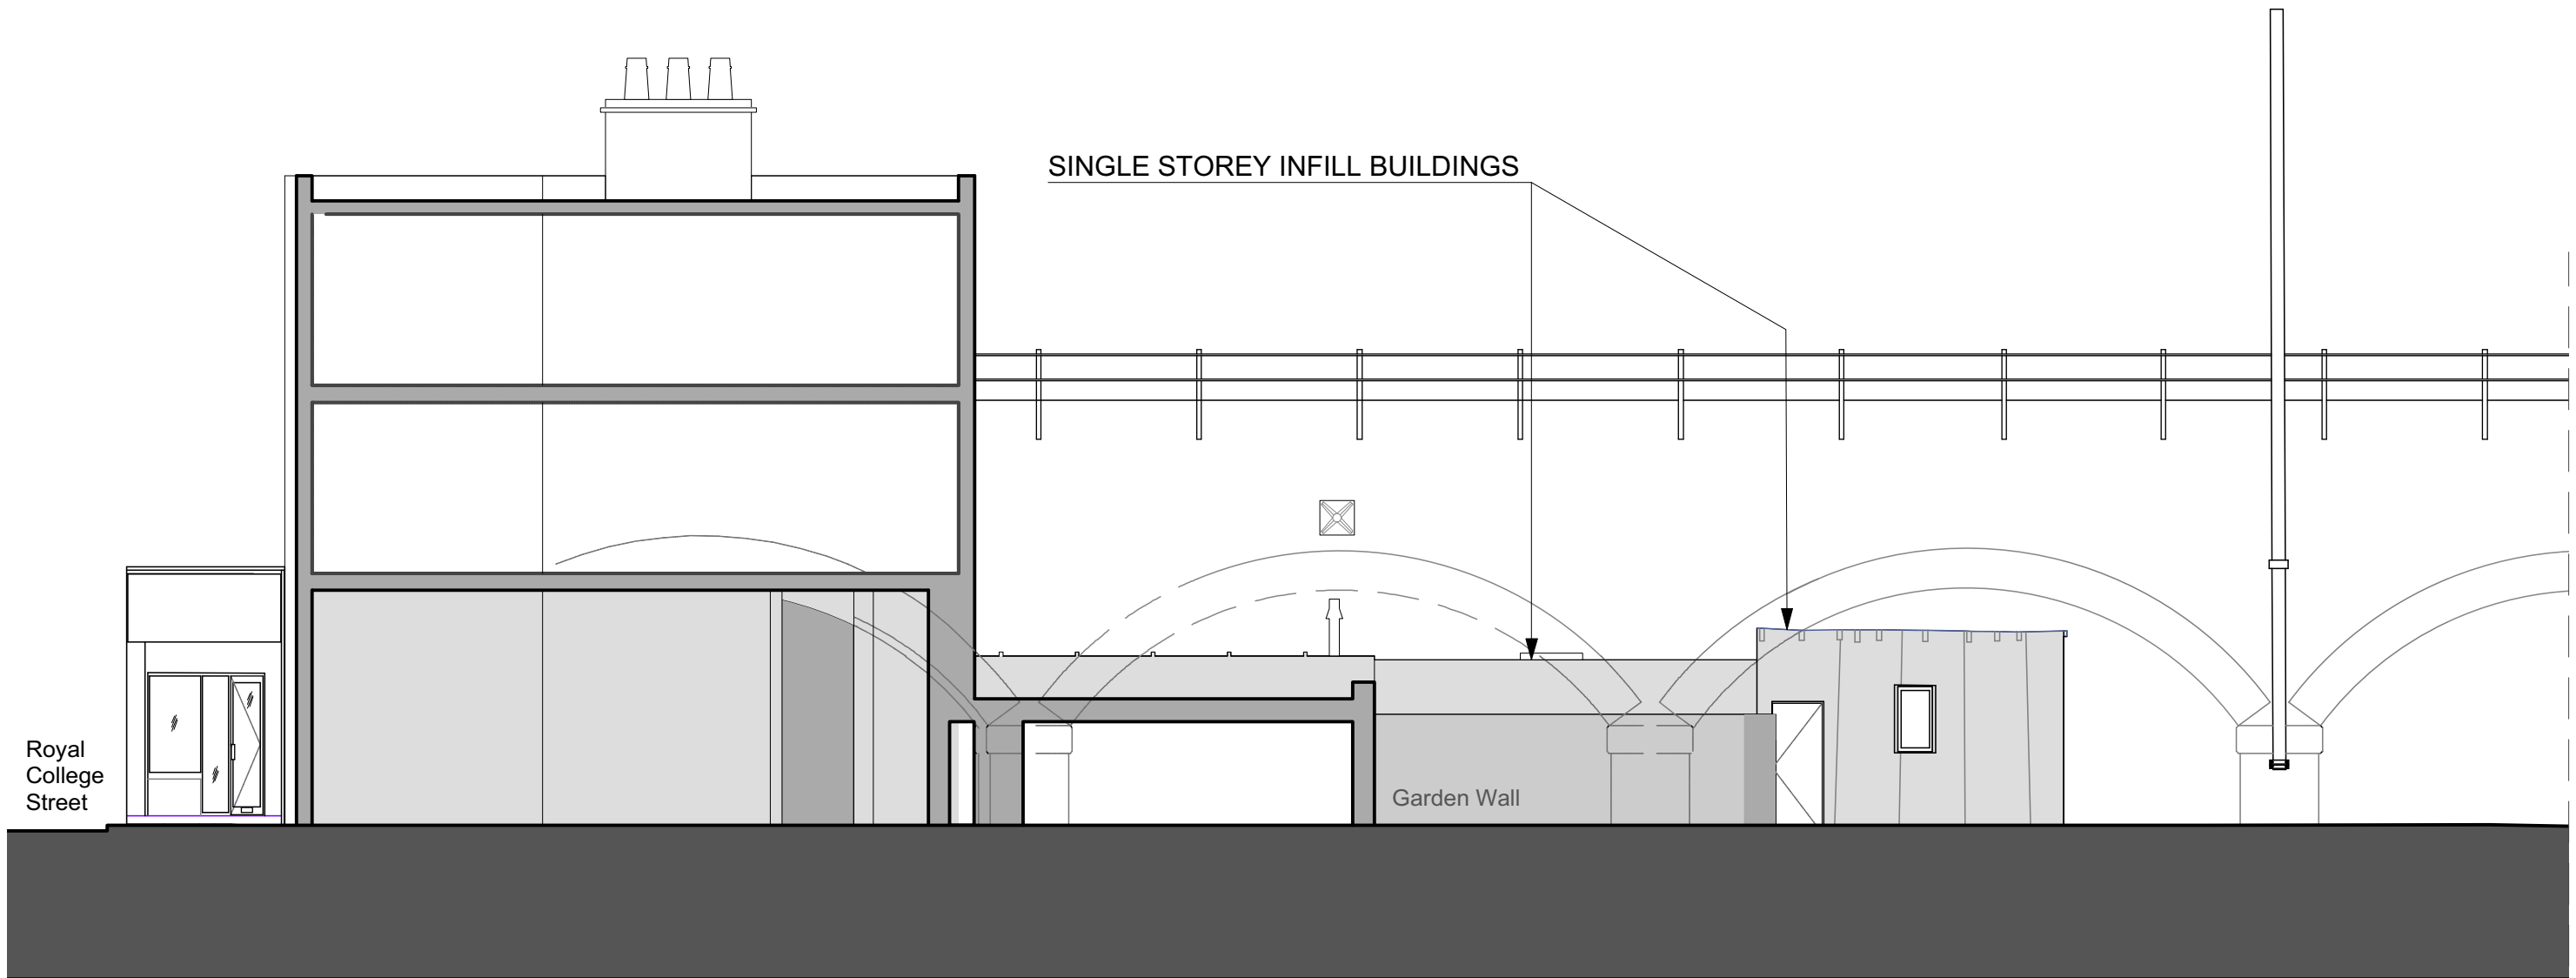 SINGLE STOREY INFILL BUILDINGS
Royal
College
Street
Garden Wall